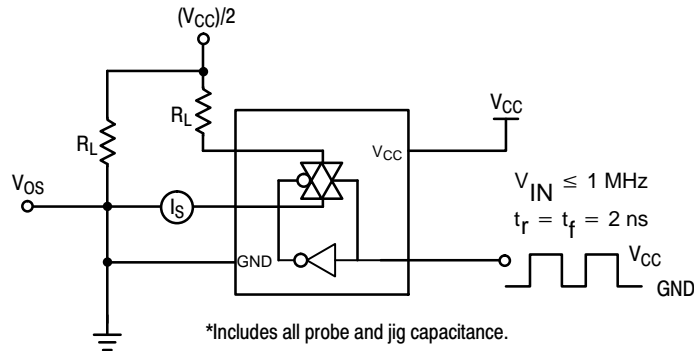 (VCC)/2
RL
RL
VCC
VCC
VOS
IS
VIN ≤ 1 MHz
tr = tf = 2 ns
GND
VCC
GND
*Includes all probe and jig capacitance.